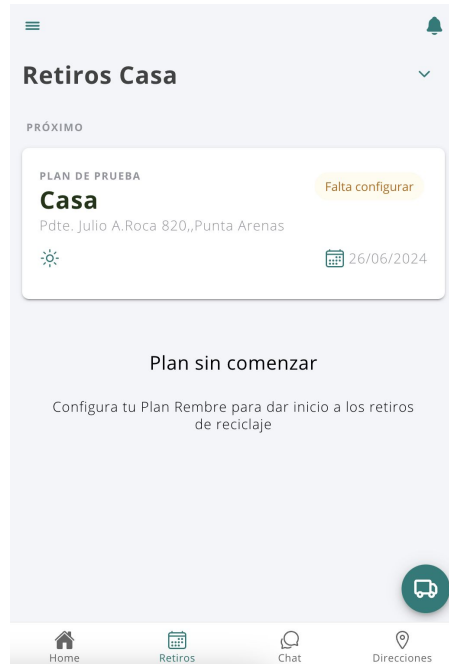 Retiros Casa
PRÓXIMO
PLAN DE PRUEBA
Falta configurar
Casa
Pdte. Julio A.Roca 820,,Punta Arenas
26/06/2024
Plan sin comenzar
Configura tu Plan Rembre para dar inicio a los retiros
de reciclaje
Home
Retiros
Chat
Direcciones